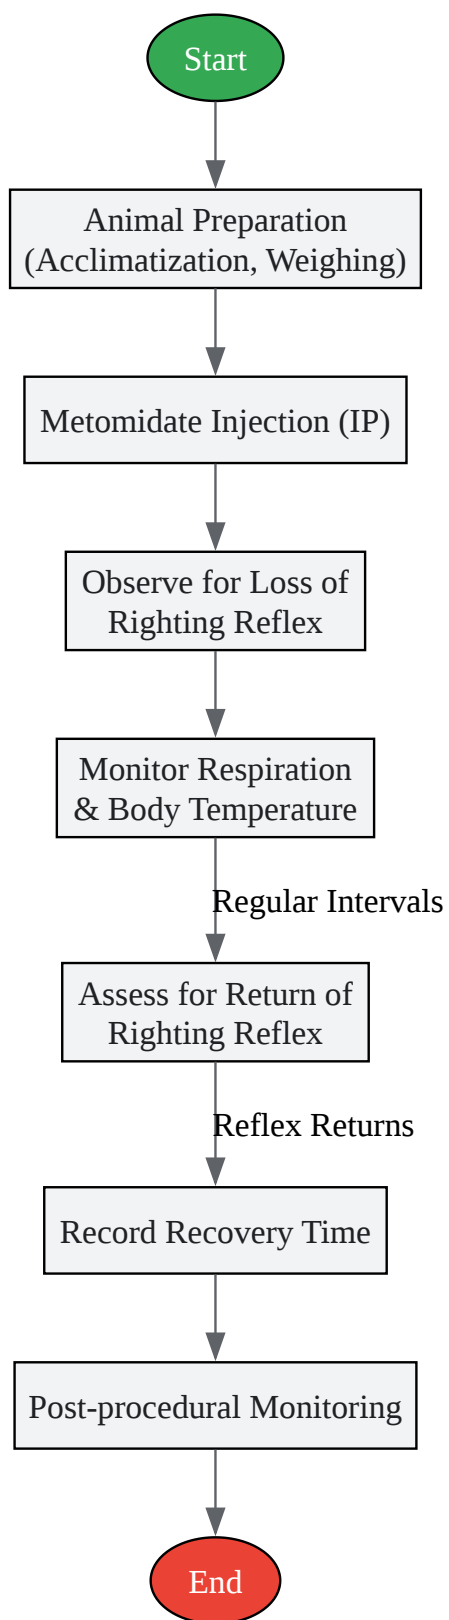 Start
Animal Preparation
(Acclimatization, Weighing)
Metomidate Injection (IP)
Observe for Loss of
Righting Reflex
Monitor Respiration
& Body Temperature
Regular Intervals
Assess for Return of
Righting Reflex
Reflex Returns
Record Recovery Time
Post-procedural Monitoring
End